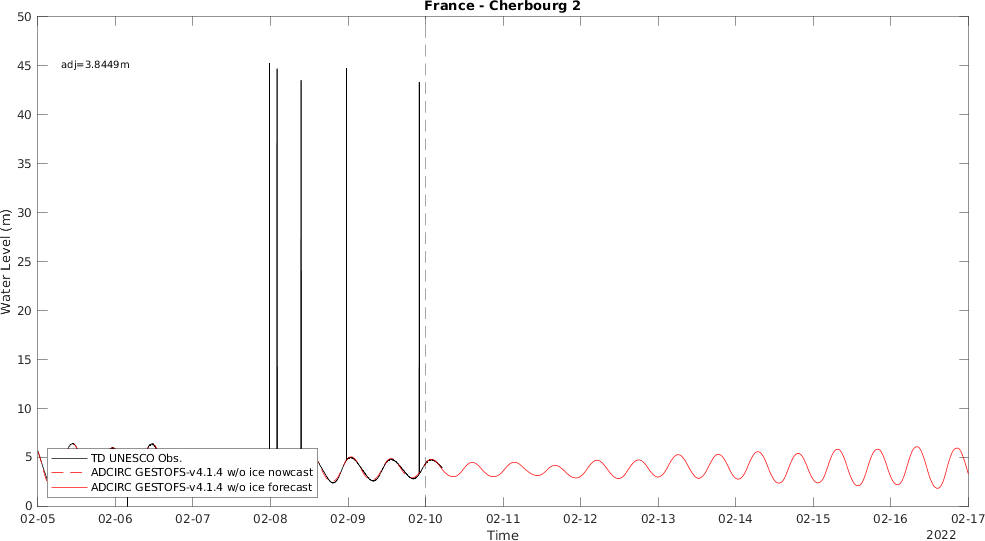 France - Cherbourg 2
50
45
40
35
30
25
20
15
10
5
0
Water Level (m)
adj=3.8449m
TD UNESCO Obs.
ADCIRC GESTOFS-v4.1.4 w/o ice nowcast
ADCIRC GESTOFS-v4.1.4 w/o ice forecast
02-05 02-06 02-07 02-08 02-09 02-10 02-11 02-12 02-13 02-14 02-15 02-16 02-17
Time
2022